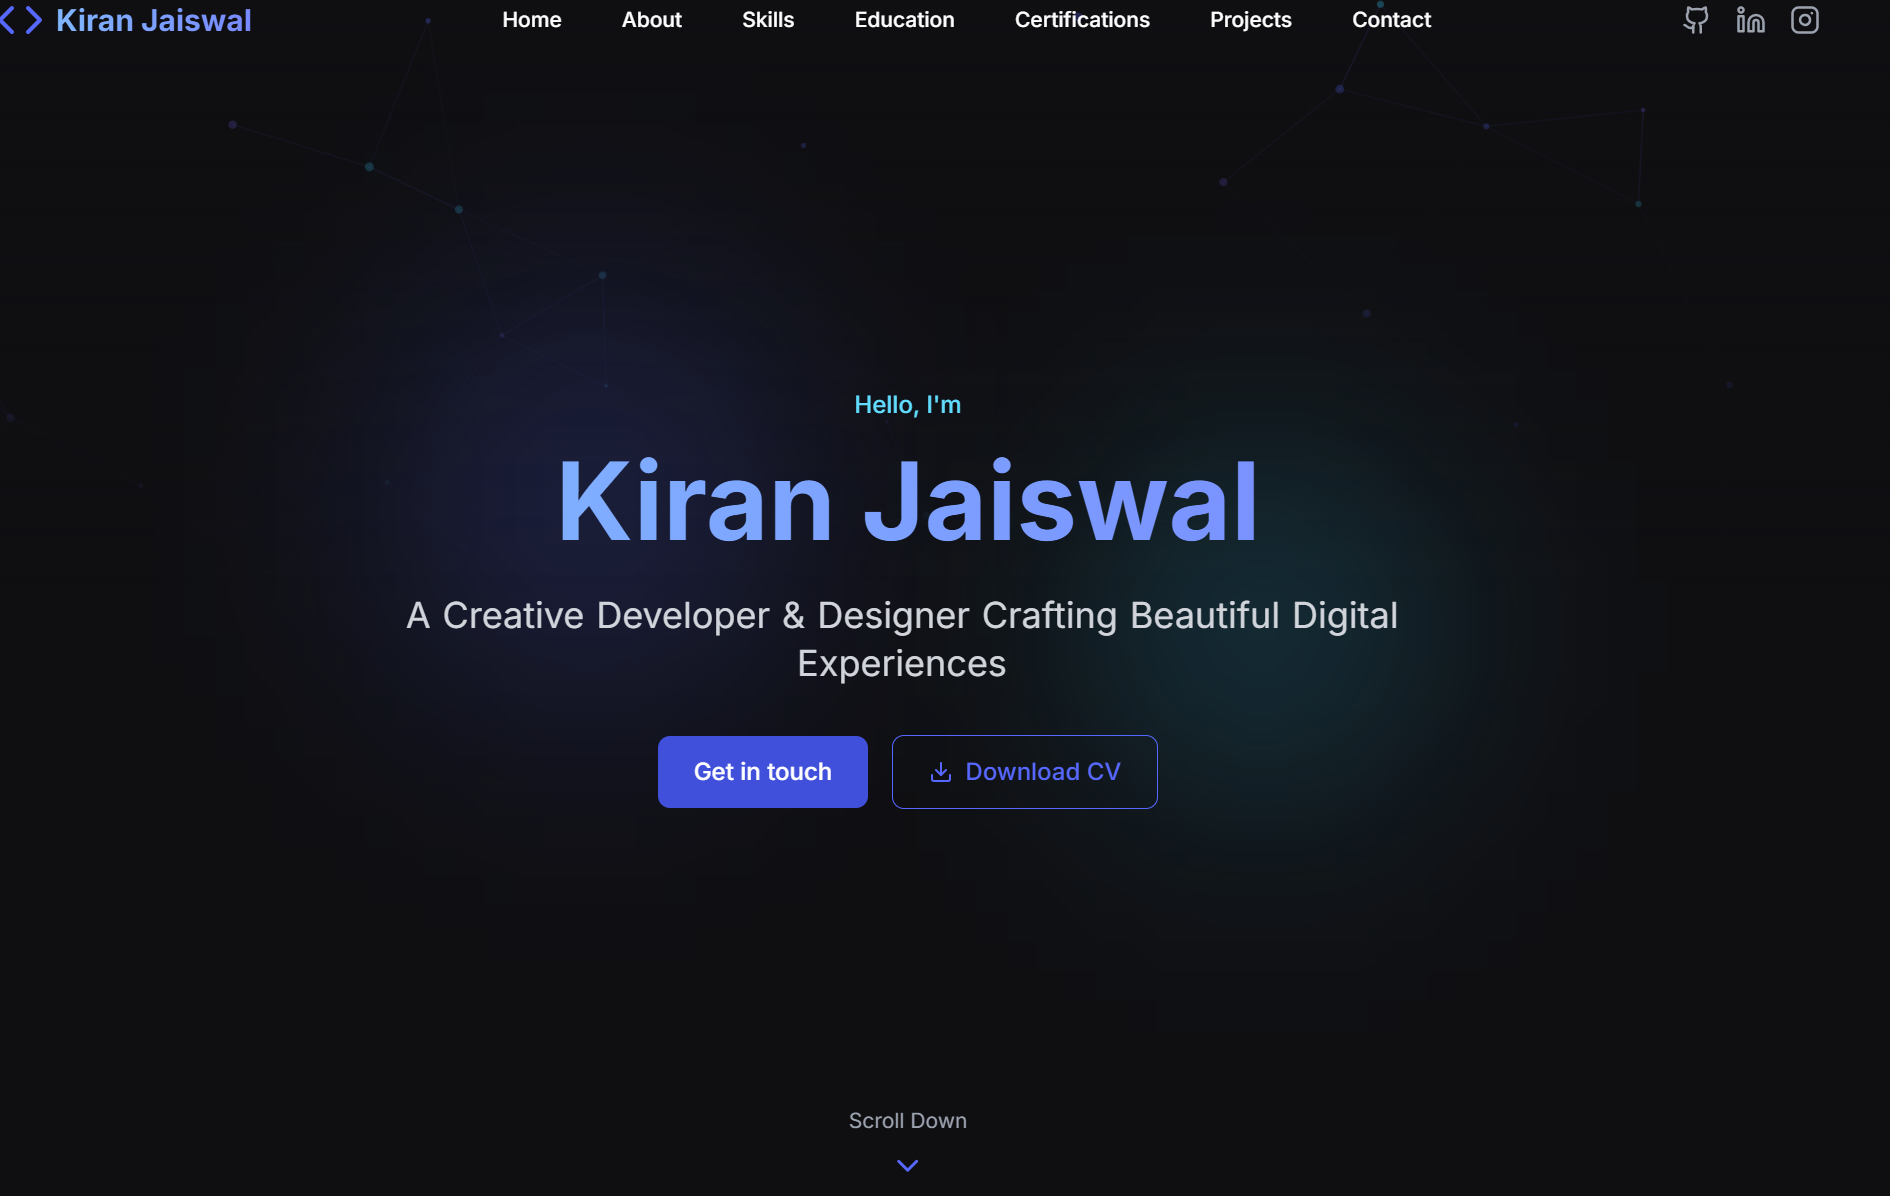 Kiran Jaiswal
Home About Skills Education Certifications Projects Contact
Hello, I'm
Kiran Jaiswal
A Creative Developer & Designer Crafting Beautiful Digital
Experiences
Get in touch
Download CV
Scroll Down